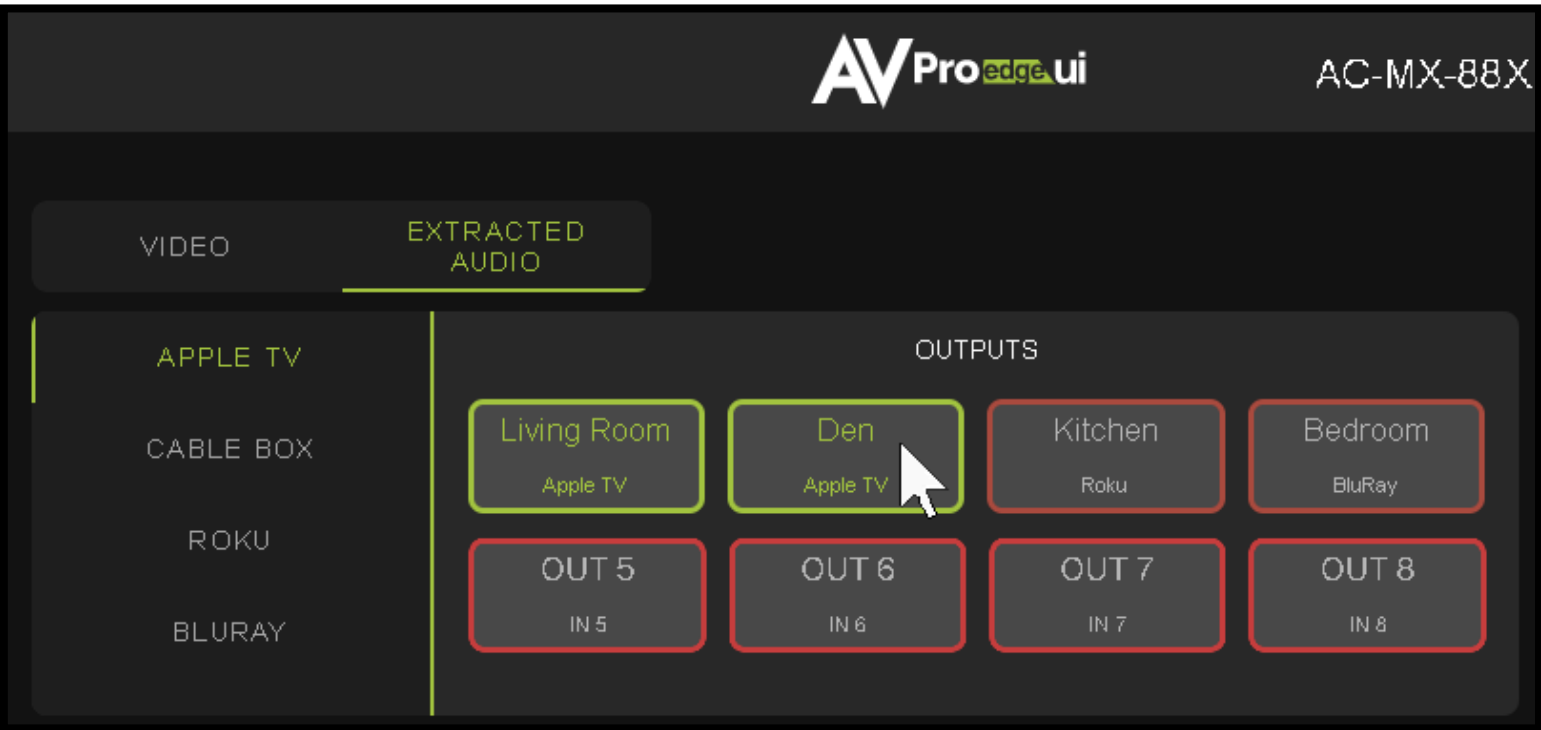 AVPro edge.ui
AC-MX-88X
VIDEO
EXTRACTED
AUDIO
APPLE TV
CABLE BOX
ROKU
BLURAY
OUTPUTS
Living Room
Apple TV
Den
Apple TV
Kitchen
Roku
Bedroom
BluRay
OUT 5
IN 5
OUT 6
IN 6
OUT 7
IN 7
OUT 8
IN 8